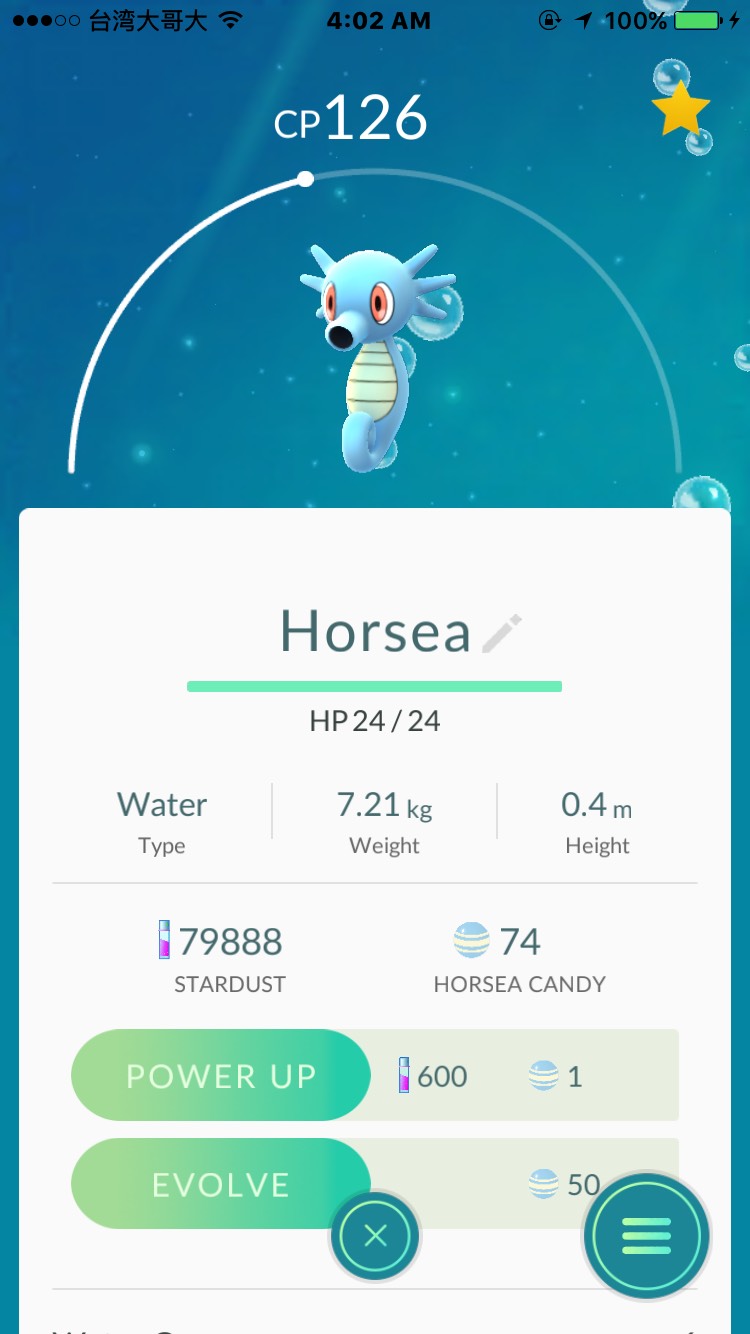 台湾大哥大 4:02 AM 100%
CP126
Horsea
HP 24 / 24
Water 7.21 kg 0.4 m
Type Weight Height
79888 74
STARDUST HORSEA CANDY
POWER UP 600 1
EVOLVE 50